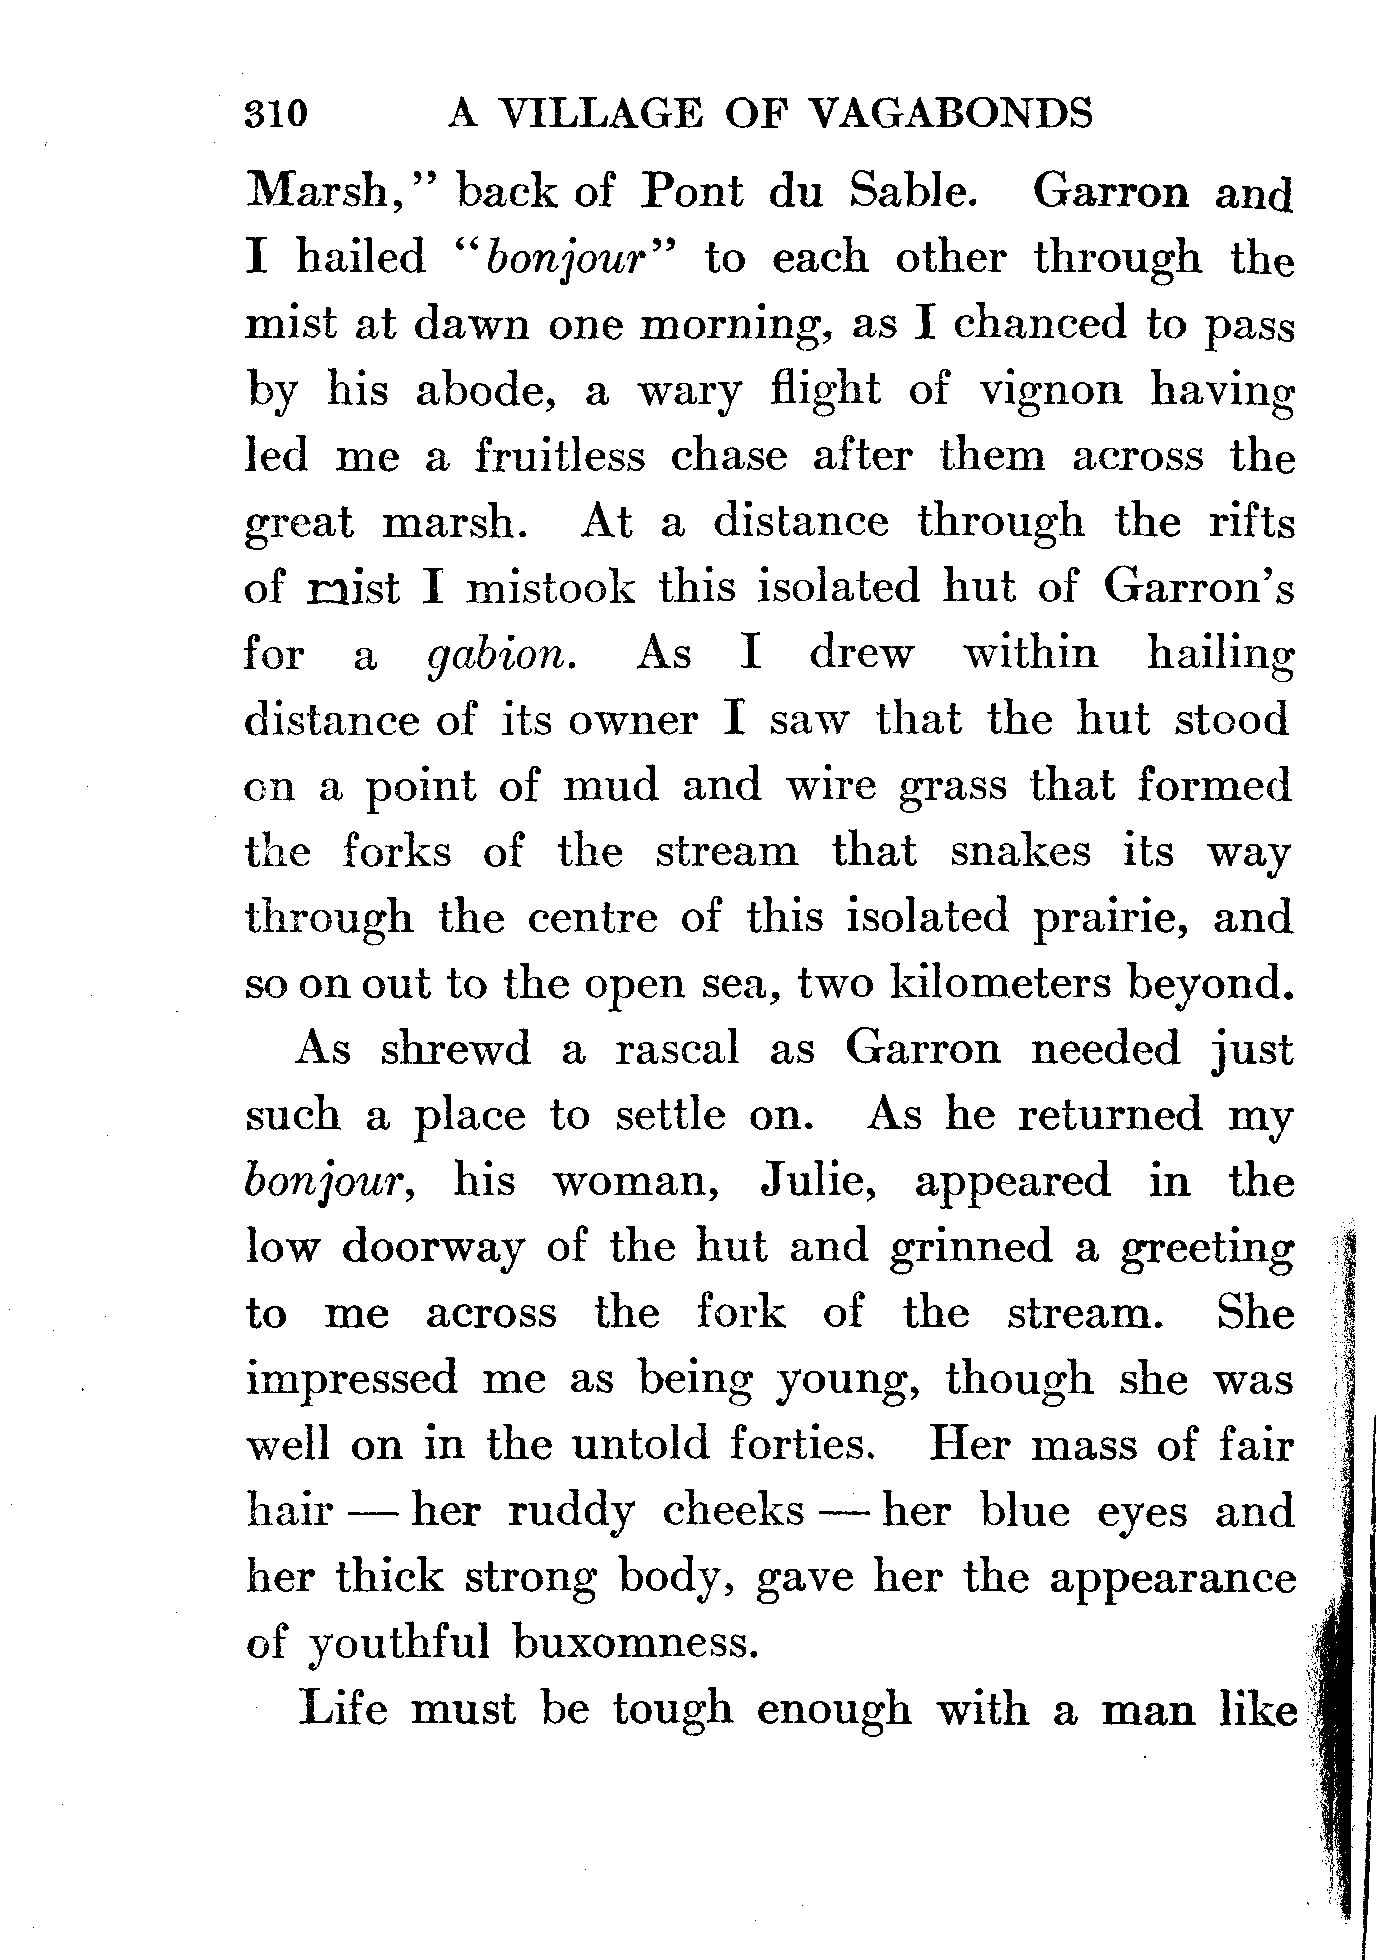 310 A VILLAGE OF VAGABONDS
Marsh,” back of Pont du Sable. Garron and
I hailed “bonjour” to each other through the
mist at dawn one morning, as I chanced to pass
by his abode, a wary flight of vignon having
led me a fruitless chase after them across the
great marsh. At a distance through the rifts
of mist I mistook this isolated hut of Garron’s
for a gabion. As I drew within hailing
distance of its owner I saw that the hut stood
on a point of mud and wire grass that formed
the forks of the stream that snakes its way
through the centre of this isolated prairie, and
so on out to the open sea, two kilometers beyond.
As shrewd a rascal as Garron needed just
such a place to settle on. As he returned my
bonjour, his woman, Julie, appeared in the
low doorway of the hut and grinned a greeting
to me across the fork of the stream. She
impressed me as being young, though she was
well on in the untold forties. Her mass of fair
hair — her ruddy cheeks — her blue eyes and
her thick strong body, gave her the appearance
of youthful buxomness.
Life must be tough enough with a man like